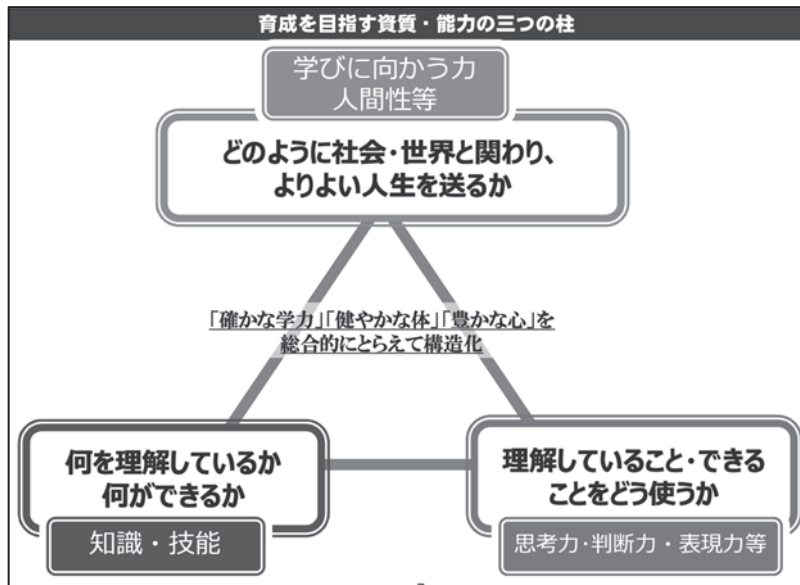 育成を目指す資質・能力の三つの柱
学びに向かう力
人間性等
どのように社会・世界と関わり、
よりよい人生を送るか
「確かな学力」「健やかな体」「豊かな心」を
総合的にとらえて構造化
何を理解しているか
何ができるか
知識・技能
理解していること・できる
ことをどう使うか
思考力・判断力・表現力等